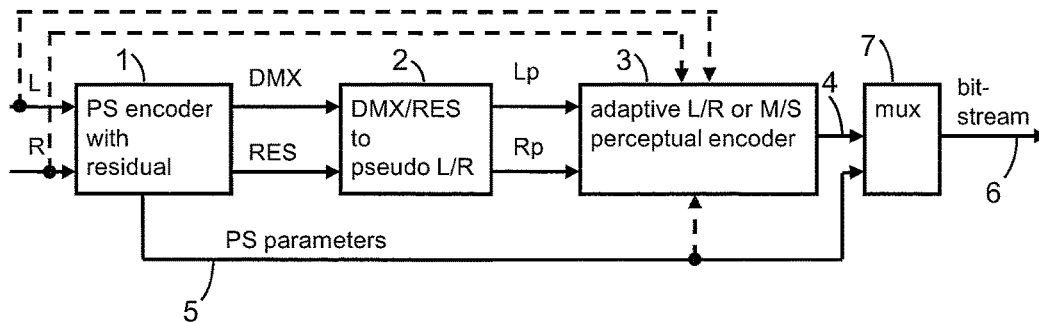 1
2
3
7
L
R
PS encoder
with
residual
DMX
RES
DMX/RES
to
pseudo L/R
Lp
Rp
adaptive L/R or M/S
perceptual encoder
4
mux
bit-
stream
6
PS parameters
5